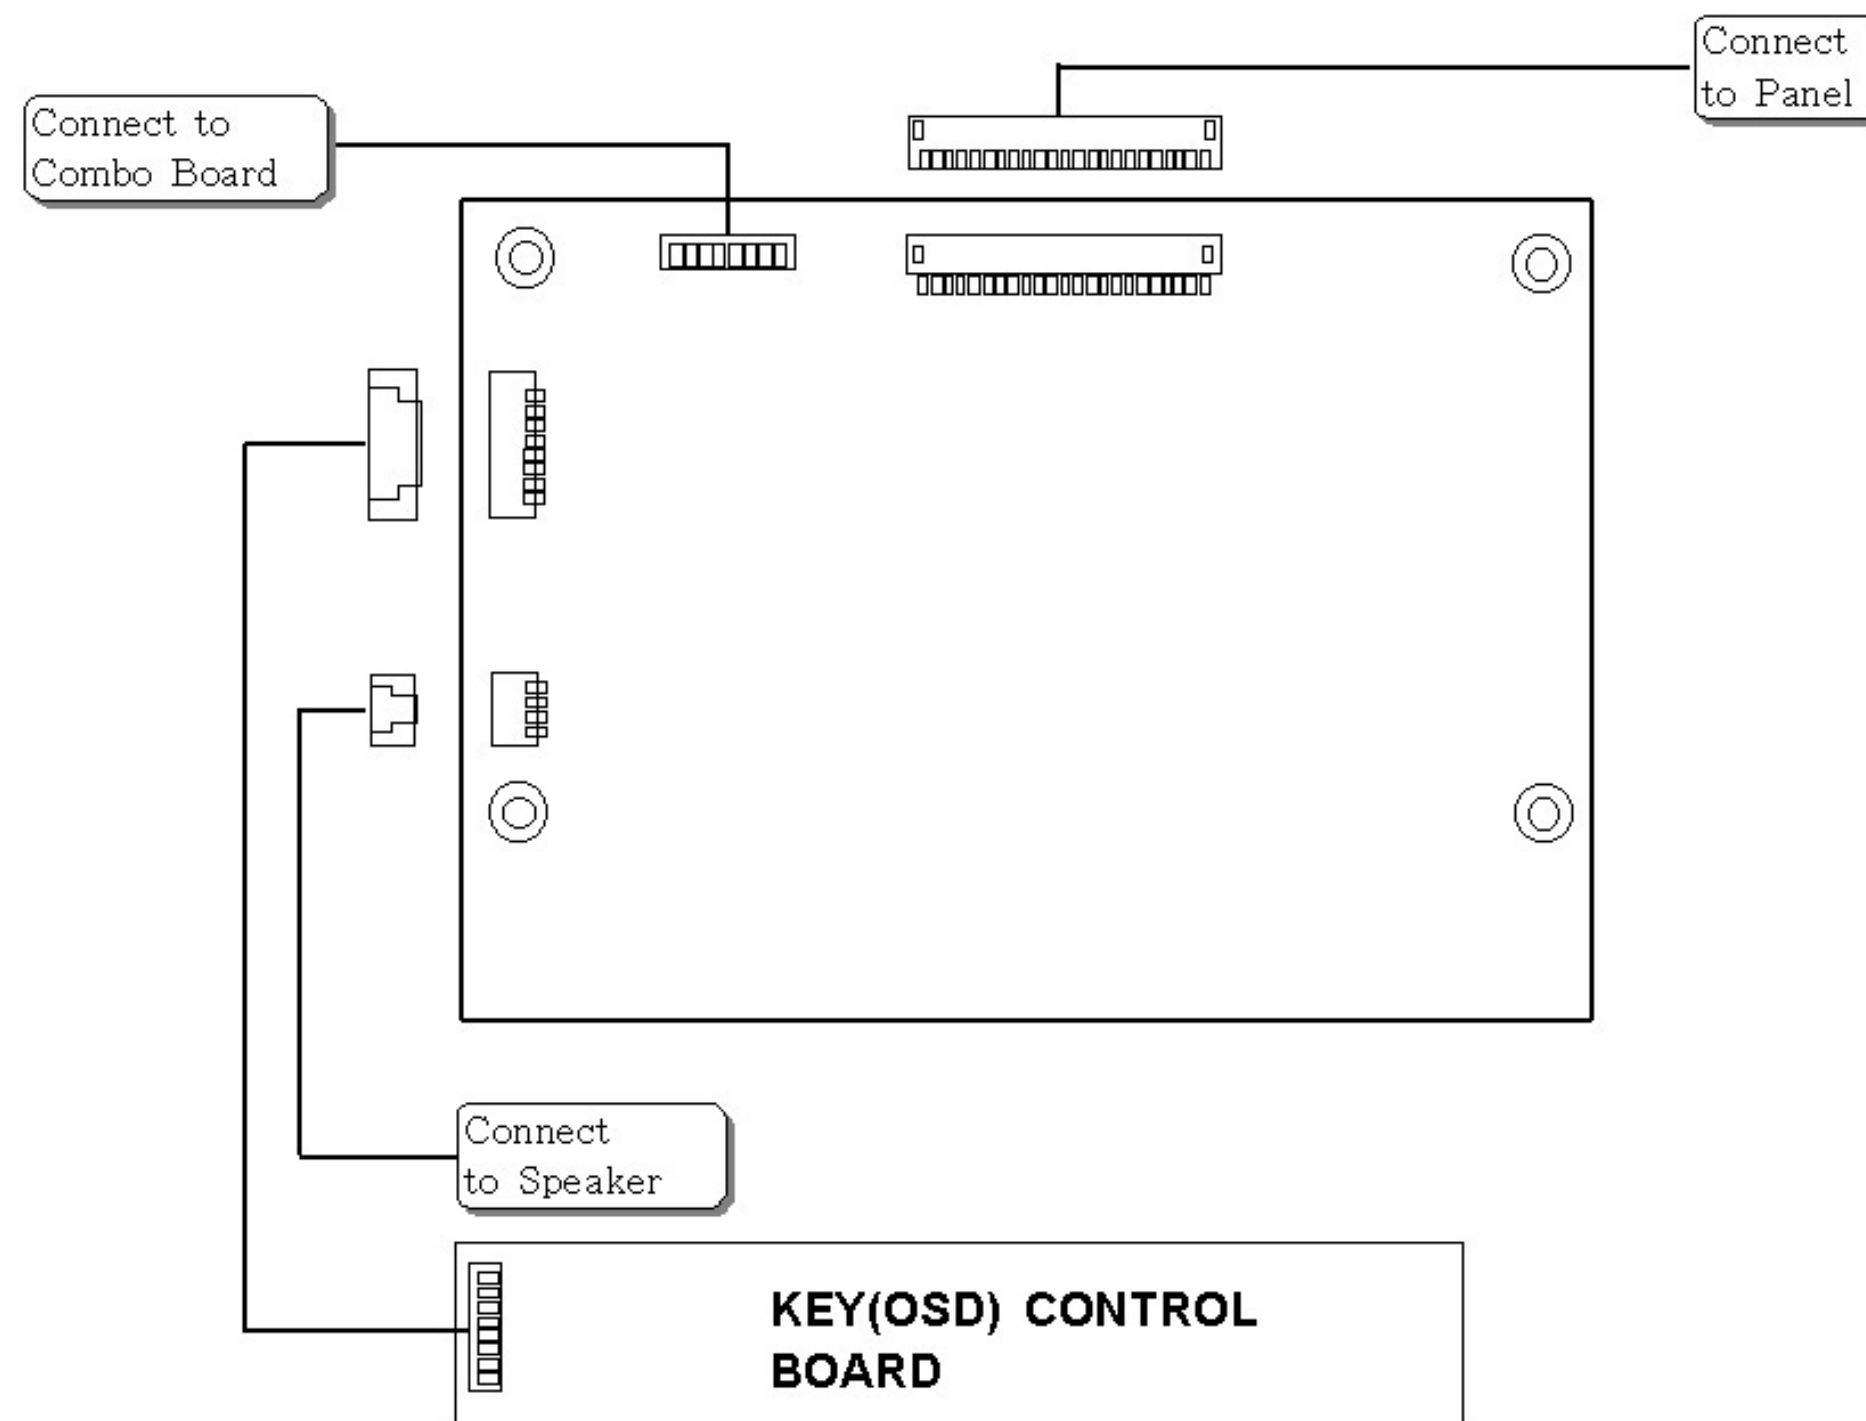 Connect
to Panel
Connect to
Combo Board
Connect
to Speaker
KEY(OSD) CONTROL
BOARD